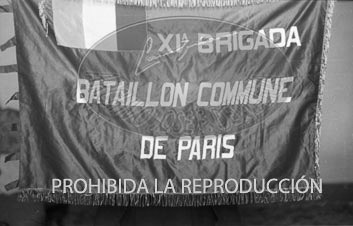 XIª BRIGADA
BATAILLON COMMUNE
DE PARIS
PROHIBIDA LA REPRODUCCIÓN